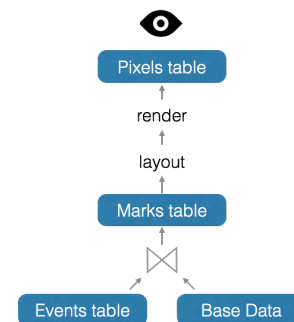 Pixels table
render
layout
Marks table
Events table
Base Data